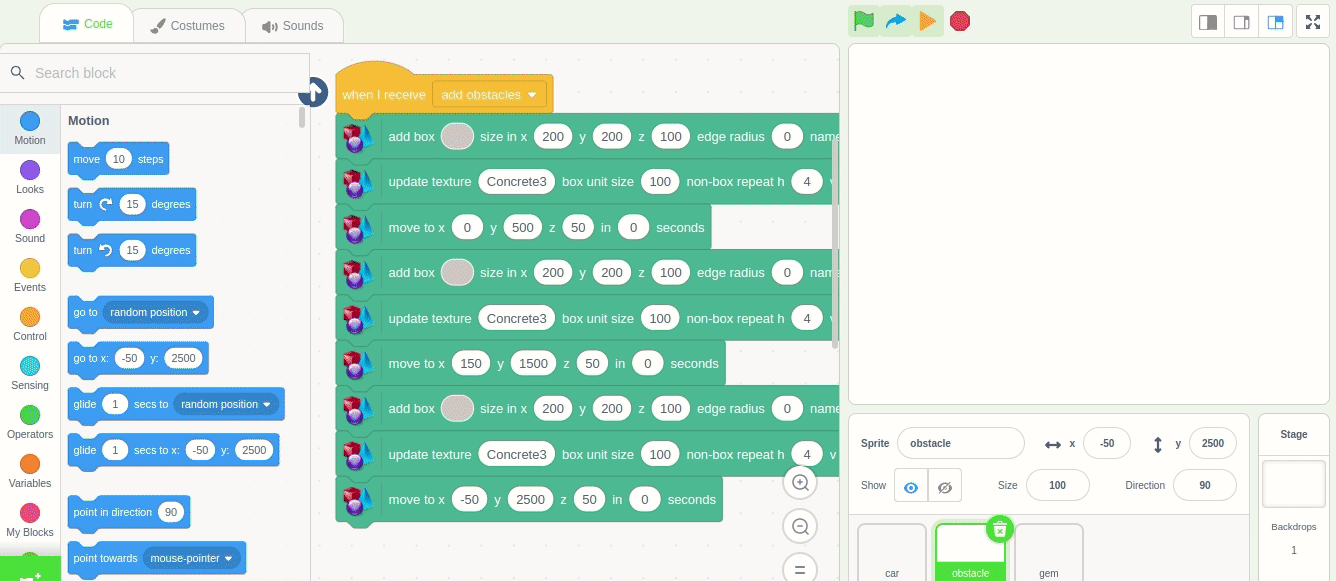 Code Costumes Sounds
Search block
Motion
Looks
Sound
Events
Control
Sensing
Operators
Variables
My Blocks
Motion
move 10 steps
turn 15 degrees
turn 15 degrees
go to random position
go to x: -50 y: 2500
glide 1 secs to random position
glide 1 secs to x: -50 y: 2500
point in direction 90
point towards mouse-pointer
when I receive add obstacles
add box size in x 200 y 200 z 100 edge radius 0 name
update texture Concrete3 box unit size 100 non-box repeat h 4 v
move to x 0 y 500 z 50 in 0 seconds
add box size in x 200 y 200 z 100 edge radius 0 name
update texture Concrete3 box unit size 100 non-box repeat h 4 v
move to x 150 y 1500 z 50 in 0 seconds
add box size in x 200 y 200 z 100 edge radius 0 name
update texture Concrete3 box unit size 100 non-box repeat h 4 v
move to x -50 y 2500 z 50 in 0 seconds
Sprite obstacle x -50 y 2500
Show Size 100 Direction 90
car
obstacle
gem
Stage
Backdrops
1